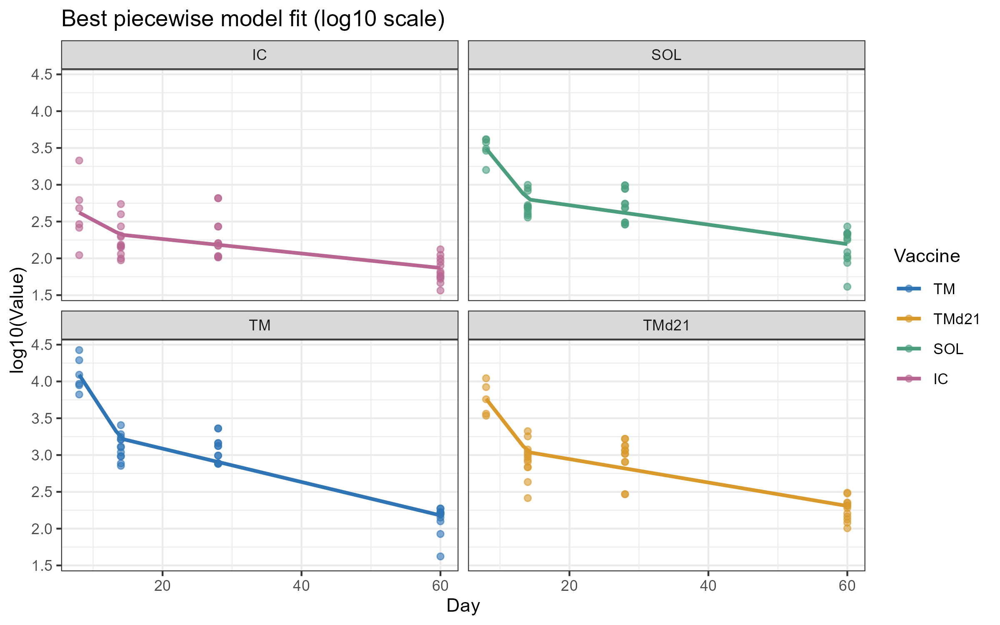 Best piecewise model fit (log10 scale)
IC
SOL
4.5
4.0
3.5
3.0
2.5
2.0
1.5
TM
TMd21
4.5
4.0
3.5
3.0
2.5
2.0
1.5
log10(Value)
20
40
60
20
40
60
Day
Vaccine
TM
TMd21
SOL
IC